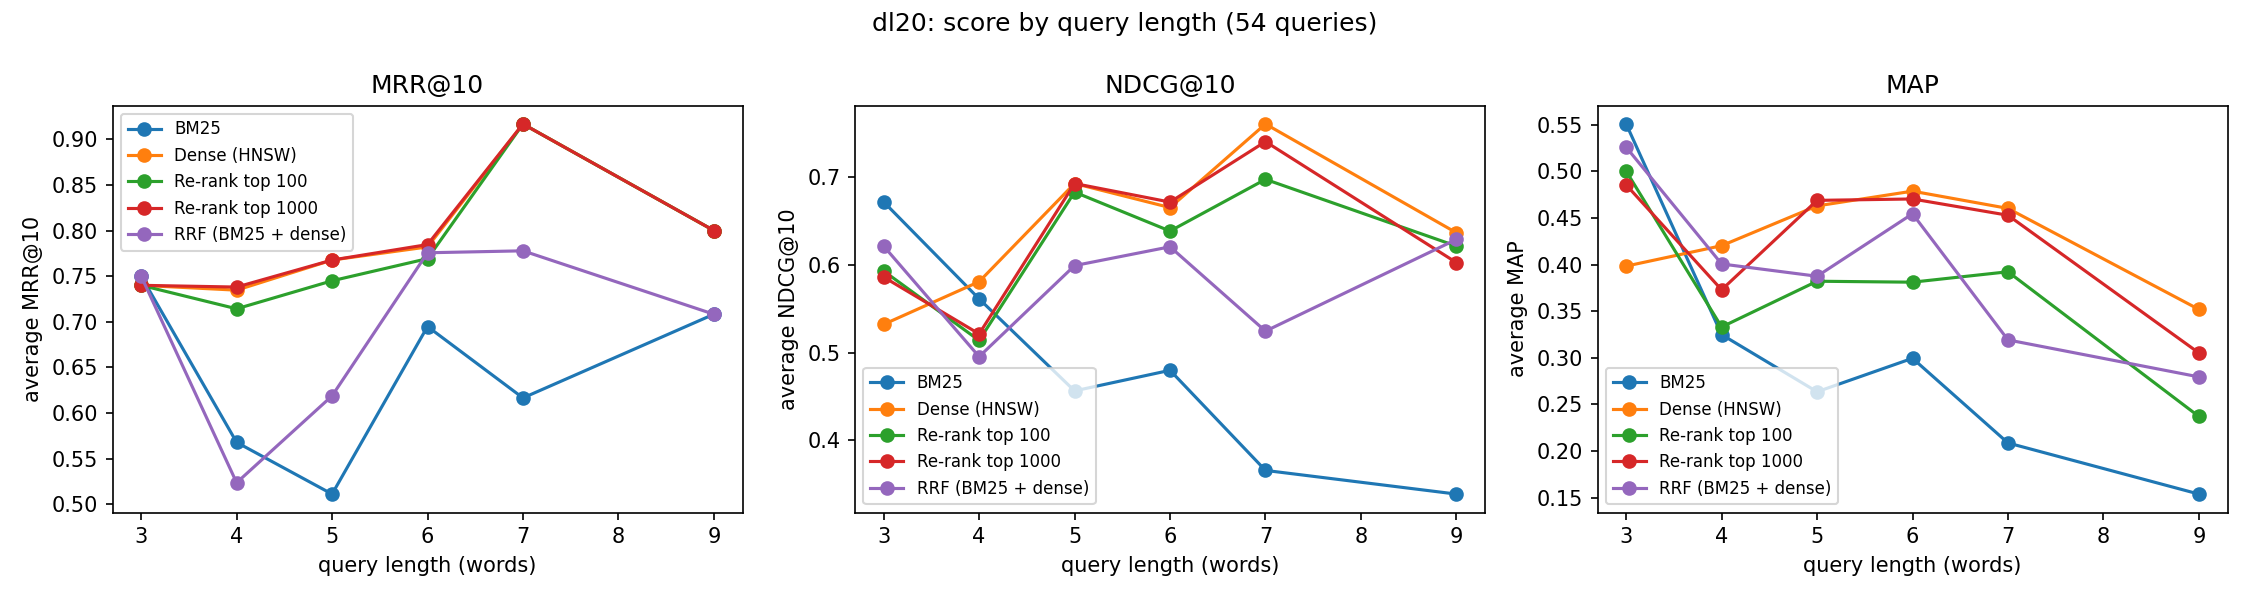 dl20: score by query length (54 queries)
MRR@10
average MRR@10
0.90
0.85
0.80
0.75
0.70
0.65
0.60
0.55
0.50
BM25
Dense (HNSW)
Re-rank top 100
Re-rank top 1000
RRF (BM25 + dense)
3 4 5 6 7 8 9
query length (words)
NDCG@10
average NDCG@10
0.7
0.6
0.5
0.4
BM25
Dense (HNSW)
Re-rank top 100
Re-rank top 1000
RRF (BM25 + dense)
3 4 5 6 7 8 9
query length (words)
MAP
average MAP
0.55
0.50
0.45
0.40
0.35
0.30
0.25
0.20
0.15
BM25
Dense (HNSW)
Re-rank top 100
Re-rank top 1000
RRF (BM25 + dense)
3 4 5 6 7 8 9
query length (words)